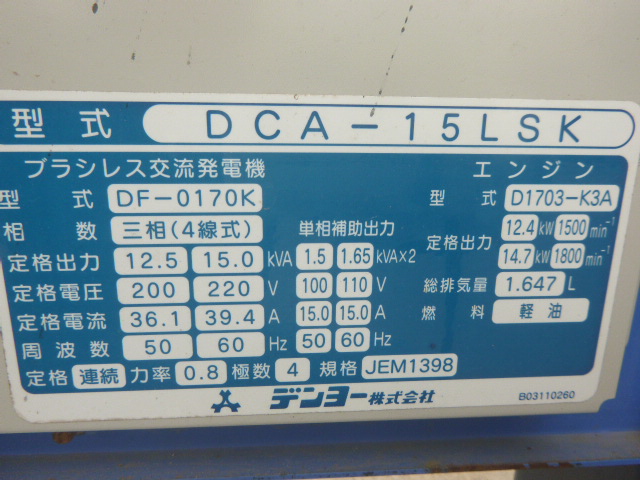 型式 DCA-15LSK
ブラシレス交流発電機 エンジン
型式 DF-0170K 型式 D1703-K3A
相数 三相(4線式) 単相補助出力 定格出力 12.4 kW 1500 min⁻¹
定格出力 12.5 15.0 kVA 1.5 1.65 kVA×2 14.7 kW 1800 min⁻¹
定格電圧 200 220 V 100 110 V 総排気量 1.647 L
定格電流 36.1 39.4 A 15.0 15.0 A 燃料 軽油
周波数 50 60 Hz 50 60 Hz
定格 連続 力率 0.8 極数 4 規格 JEM1398
デンヨー株式会社 B03110260